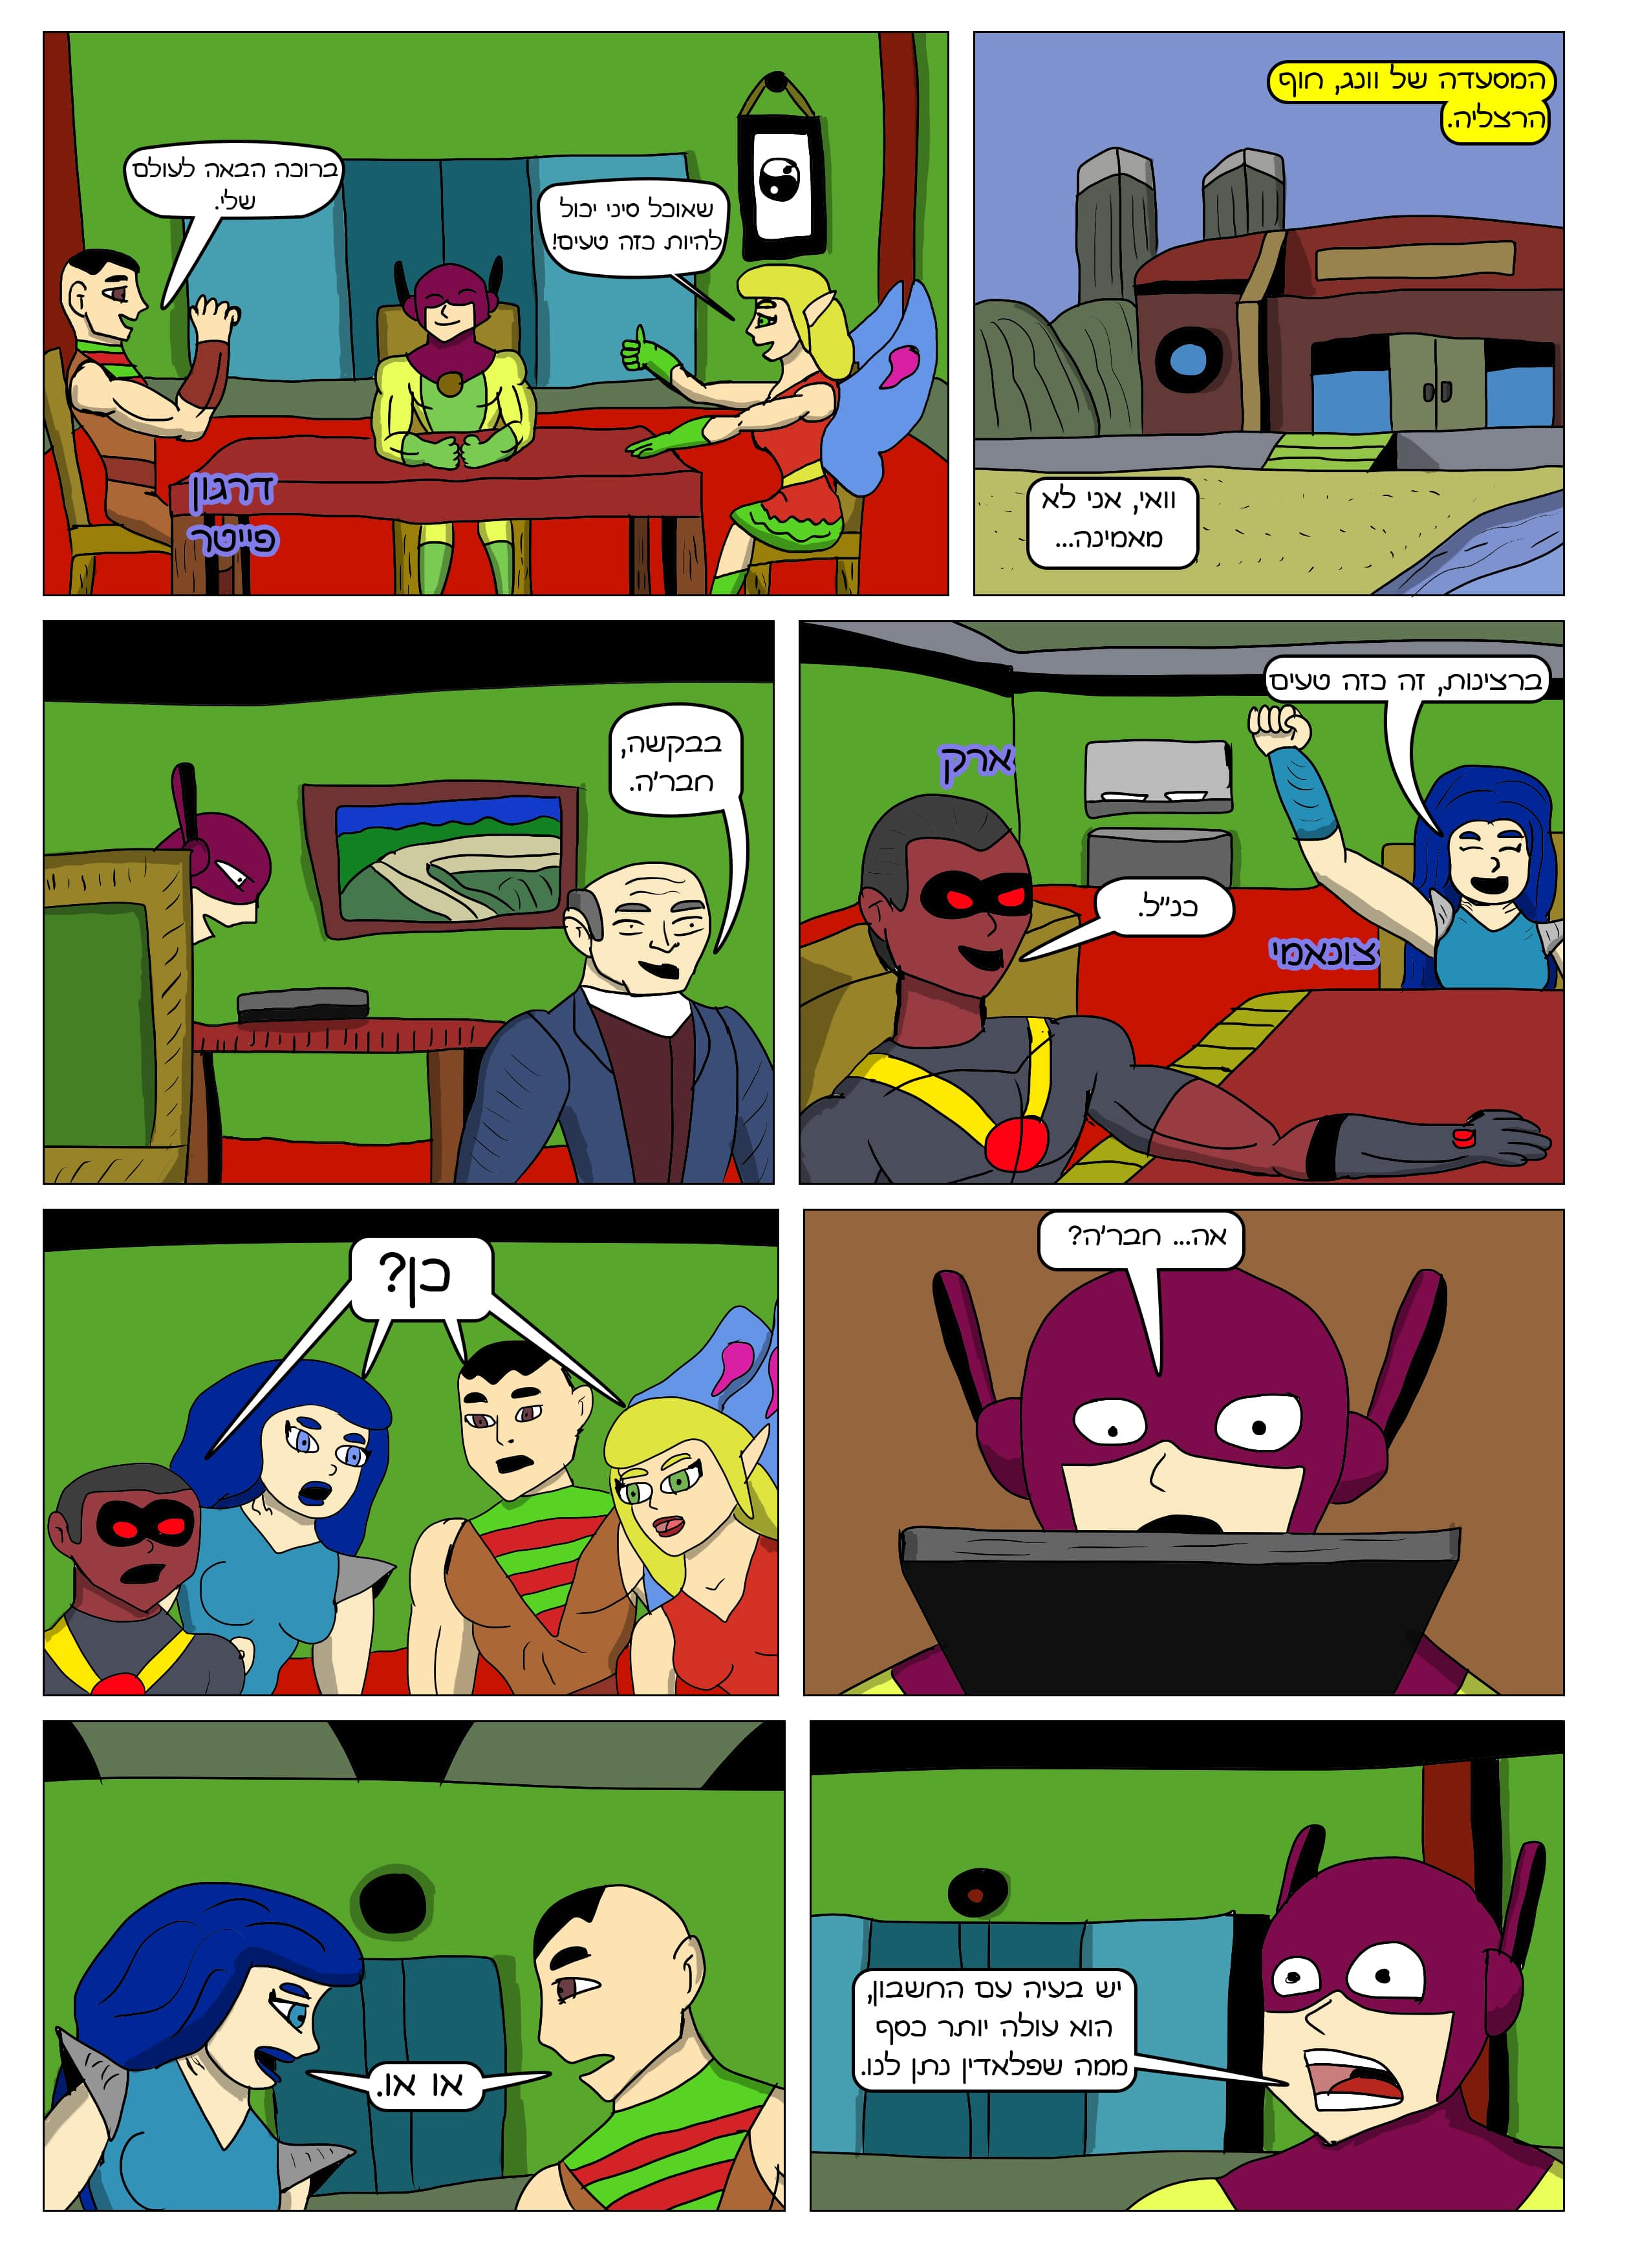 המסעדה של וונג, חוף
הרצליה.
וואי, אני לא
מאמינה...
שאוכל סיני יכול
להיות כזה טעים!
ברוכה הבאה לעולם
שלי.
דרגון
פייטר
ברצינות, זה כזה טעים
צונאמי
ארק
כנ"ל.
בבקשה,
חבר'ה.
אה... חבר'ה?
כן?
יש בעיה עם החשבון,
הוא עולה יותר כסף
ממה שפלאדין נתן לנו.
או או.